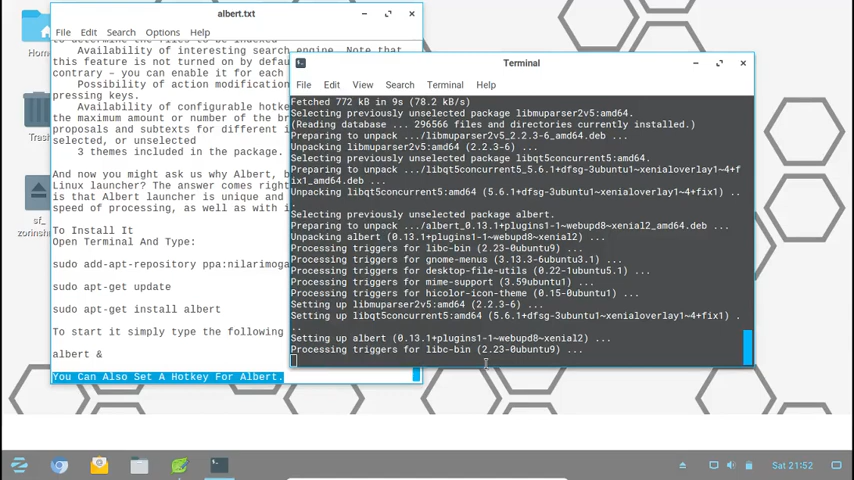 albert.txt
File Edit Search Options Help
to determine the files to be indexed
Availability of interesting search engine. Note that
this feature is not turned on by defau
contrary – you can enable it for each
Possibility of action modification
pressing keys.
Availability of configurable hotke
the maximum amount or number of the br
proposals and subtexts for different i
selected, or unselected
3 themes included in the package.
And now you might ask us why Albert, b
Linux launcher? The answer comes right
is that Albert launcher is unique and
speed of processing, as well as with i
To Install It
Open Terminal And Type:
sudo add-apt-repository ppa:nilarimoga
sudo apt-get update
sudo apt-get install albert
To start it simply type the following
albert &
You Can Also Set A Hotkey For Albert.
Terminal
File Edit View Search Terminal Help
Fetched 772 kB in 9s (78.2 kB/s)
Selecting previously unselected package libmuparser2v5:amd64.
(Reading database ... 296566 files and directories currently installed.)
Preparing to unpack .../libmuparser2v5_2.2.3-6_amd64.deb ...
Unpacking libmuparser2v5:amd64 (2.2.3-6) ...
Selecting previously unselected package libqt5concurrent5:amd64.
Preparing to unpack .../libqt5concurrent5_5.6.1+dfsg-3ubuntu1~xenialoverlay1~4+f
ix1_amd64.deb ...
Unpacking libqt5concurrent5:amd64 (5.6.1+dfsg-3ubuntu1~xenialoverlay1~4+fix1) ..
.
Selecting previously unselected package albert.
Preparing to unpack .../albert_0.13.1+plugins1-1~webupd8~xenial2_amd64.deb ...
Unpacking albert (0.13.1+plugins1-1~webupd8~xenial2) ...
Processing triggers for libc-bin (2.23-0ubuntu9) ...
Processing triggers for gnome-menus (3.13.3-6ubuntu3.1) ...
Processing triggers for desktop-file-utils (0.22-1ubuntu5.1) ...
Processing triggers for mime-support (3.59ubuntu1) ...
Processing triggers for hicolor-icon-theme (0.15-0ubuntu1) ...
Setting up libmuparser2v5:amd64 (2.2.3-6) ...
Setting up libqt5concurrent5:amd64 (5.6.1+dfsg-3ubuntu1~xenialoverlay1~4+fix1) .
..
Setting up albert (0.13.1+plugins1-1~webupd8~xenial2) ...
Processing triggers for libc-bin (2.23-0ubuntu9) ...
Home
Trash
sf_
zorinsh
Sat 21:52